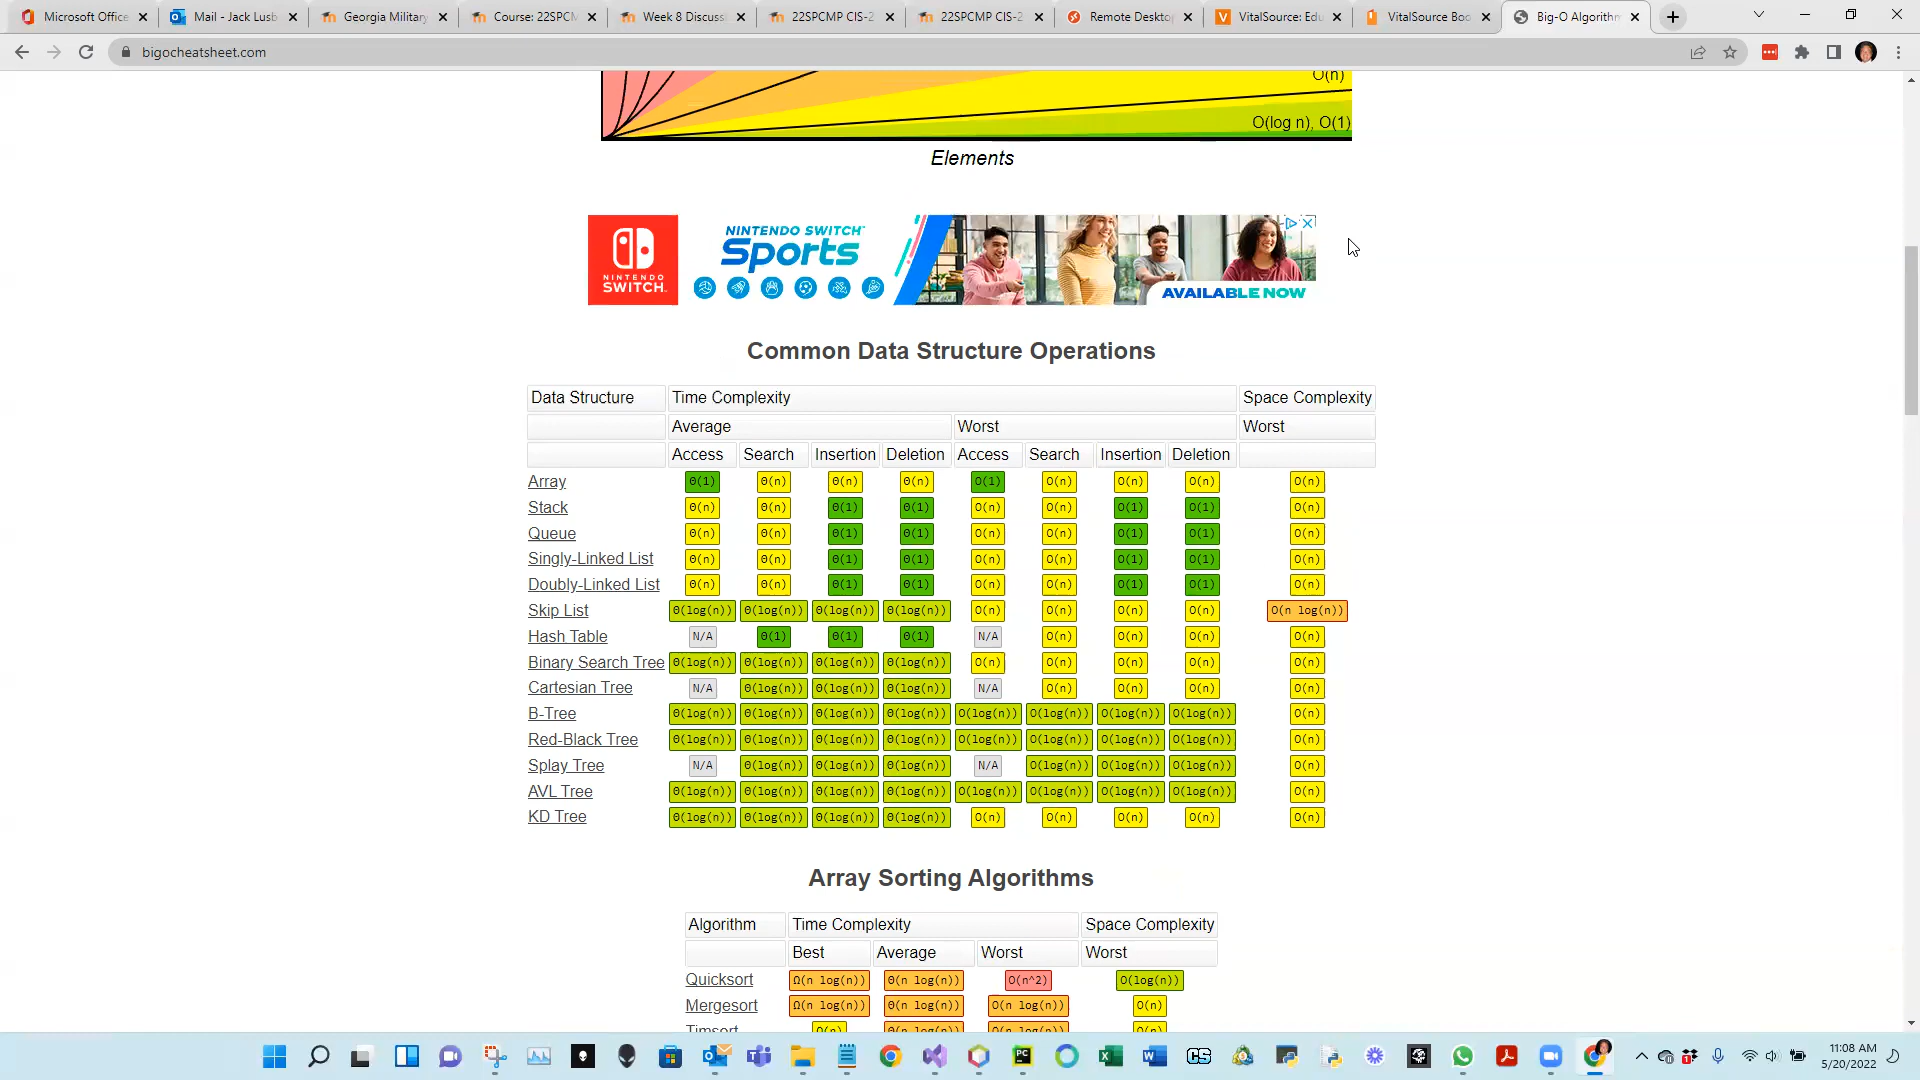 Microsoft Office
Mail - Jack Lusb
Georgia Military
Course: 22SPCM
Week 8 Discuss
22SPCMP CIS-2
22SPCMP CIS-2
Remote Deskto
VitalSource: Edu
VitalSource Boo
Big-O Algorithm
bigocheatsheet.com
O(n)
O(log n), O(1)
Elements
NINTENDO SWITCH
NINTENDO SWITCH Sports
AVAILABLE NOW
Common Data Structure Operations
Data Structure Time Complexity Space Complexity
Average Worst Worst
Access Search Insertion Deletion Access Search Insertion Deletion
Array Θ(1) Θ(n) Θ(n) Θ(n) O(1) O(n) O(n) O(n) O(n)
Stack Θ(n) Θ(n) Θ(1) Θ(1) O(n) O(n) O(1) O(1) O(n)
Queue Θ(n) Θ(n) Θ(1) Θ(1) O(n) O(n) O(1) O(1) O(n)
Singly-Linked List Θ(n) Θ(n) Θ(1) Θ(1) O(n) O(n) O(1) O(1) O(n)
Doubly-Linked List Θ(n) Θ(n) Θ(1) Θ(1) O(n) O(n) O(1) O(1) O(n)
Skip List Θ(log(n)) Θ(log(n)) Θ(log(n)) Θ(log(n)) O(n) O(n) O(n) O(n) O(n log(n))
Hash Table N/A Θ(1) Θ(1) Θ(1) N/A O(n) O(n) O(n) O(n)
Binary Search Tree Θ(log(n)) Θ(log(n)) Θ(log(n)) Θ(log(n)) O(n) O(n) O(n) O(n) O(n)
Cartesian Tree N/A Θ(log(n)) Θ(log(n)) Θ(log(n)) N/A O(n) O(n) O(n) O(n)
B-Tree Θ(log(n)) Θ(log(n)) Θ(log(n)) Θ(log(n)) O(log(n)) O(log(n)) O(log(n)) O(log(n)) O(n)
Red-Black Tree Θ(log(n)) Θ(log(n)) Θ(log(n)) Θ(log(n)) O(log(n)) O(log(n)) O(log(n)) O(log(n)) O(n)
Splay Tree N/A Θ(log(n)) Θ(log(n)) Θ(log(n)) N/A O(log(n)) O(log(n)) O(log(n)) O(n)
AVL Tree Θ(log(n)) Θ(log(n)) Θ(log(n)) Θ(log(n)) O(log(n)) O(log(n)) O(log(n)) O(log(n)) O(n)
KD Tree Θ(log(n)) Θ(log(n)) Θ(log(n)) Θ(log(n)) O(n) O(n) O(n) O(n) O(n)
Array Sorting Algorithms
Algorithm Time Complexity Space Complexity
Best Average Worst Worst
Quicksort Ω(n log(n)) Θ(n log(n)) O(n^2) O(log(n))
Mergesort Ω(n log(n)) Θ(n log(n)) O(n log(n)) O(n)
Timsort Ω(n) Θ(n log(n)) O(n log(n)) O(n)
11:08 AM
5/20/2022